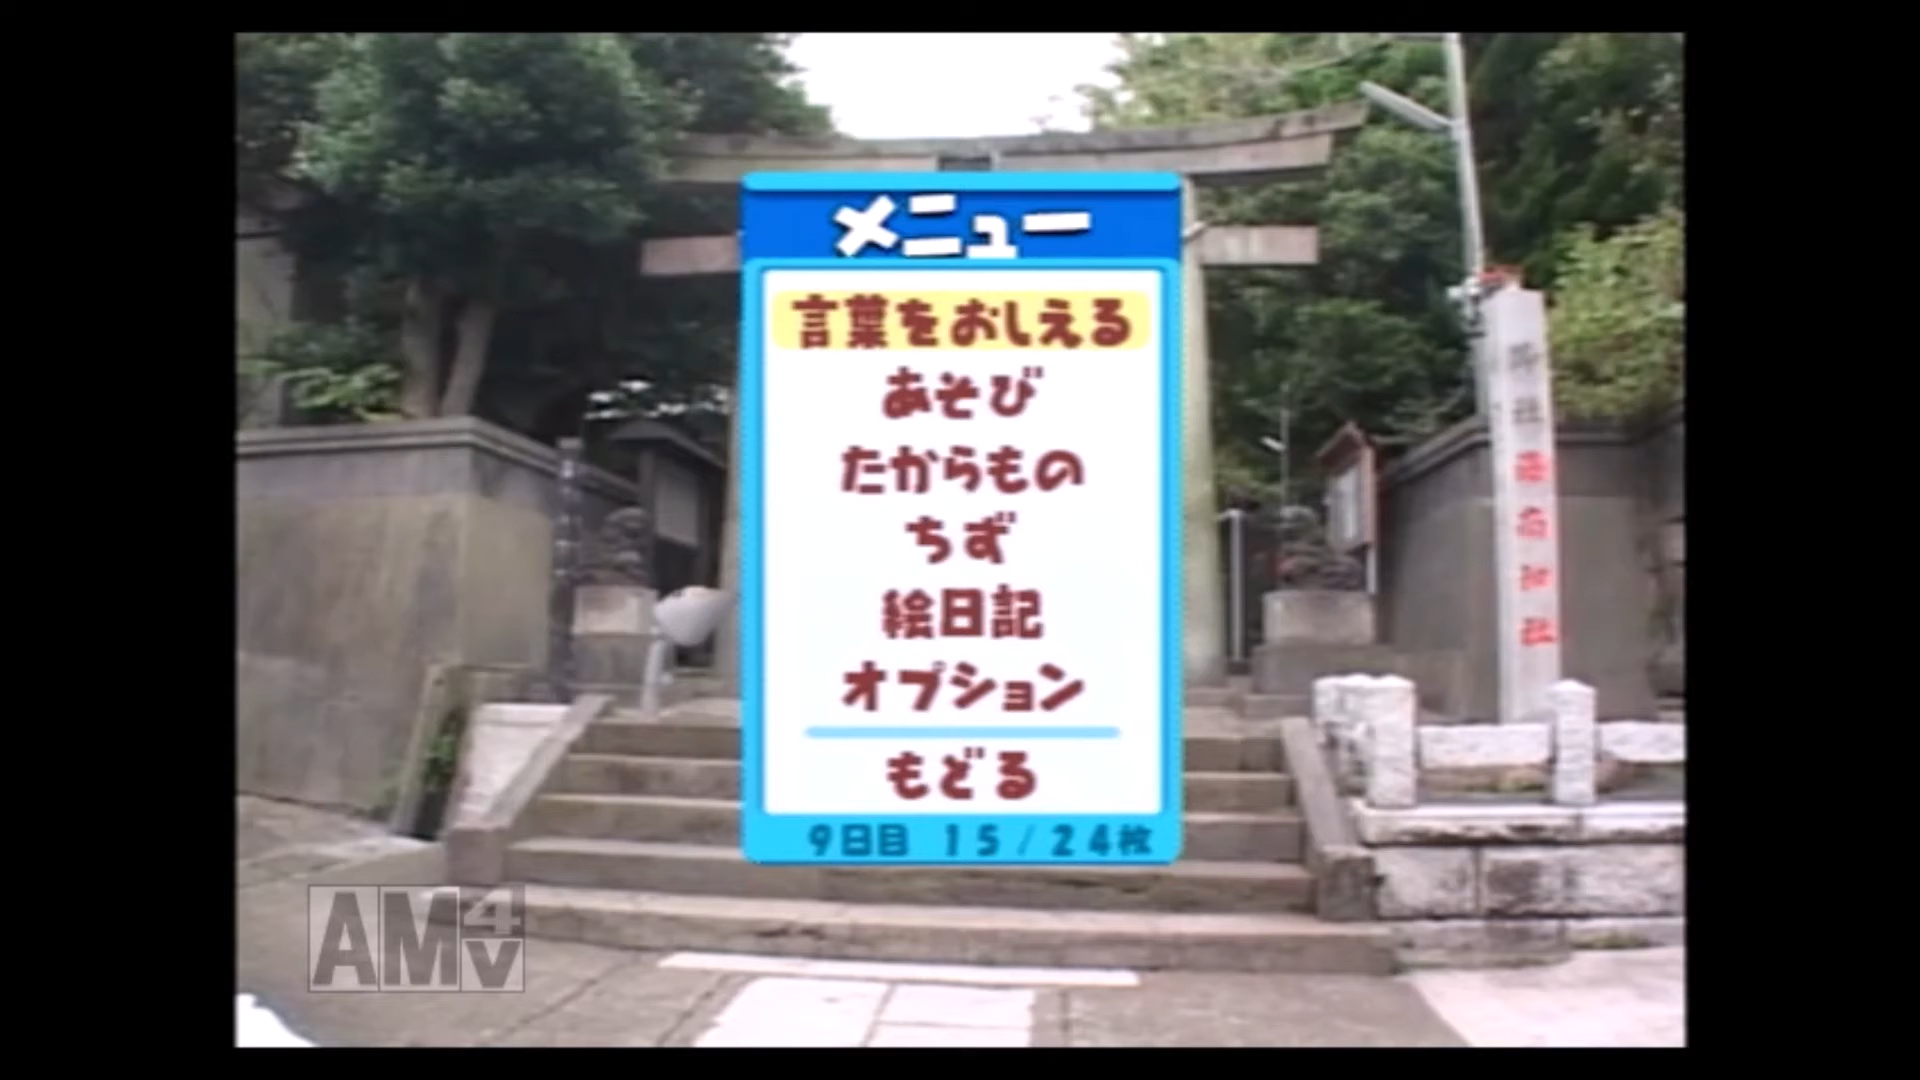 メニュー
言葉をおしえる
あそび
たからもの
ちず
絵日記
オプション
もどる
9日目 15/24枚
AM4V